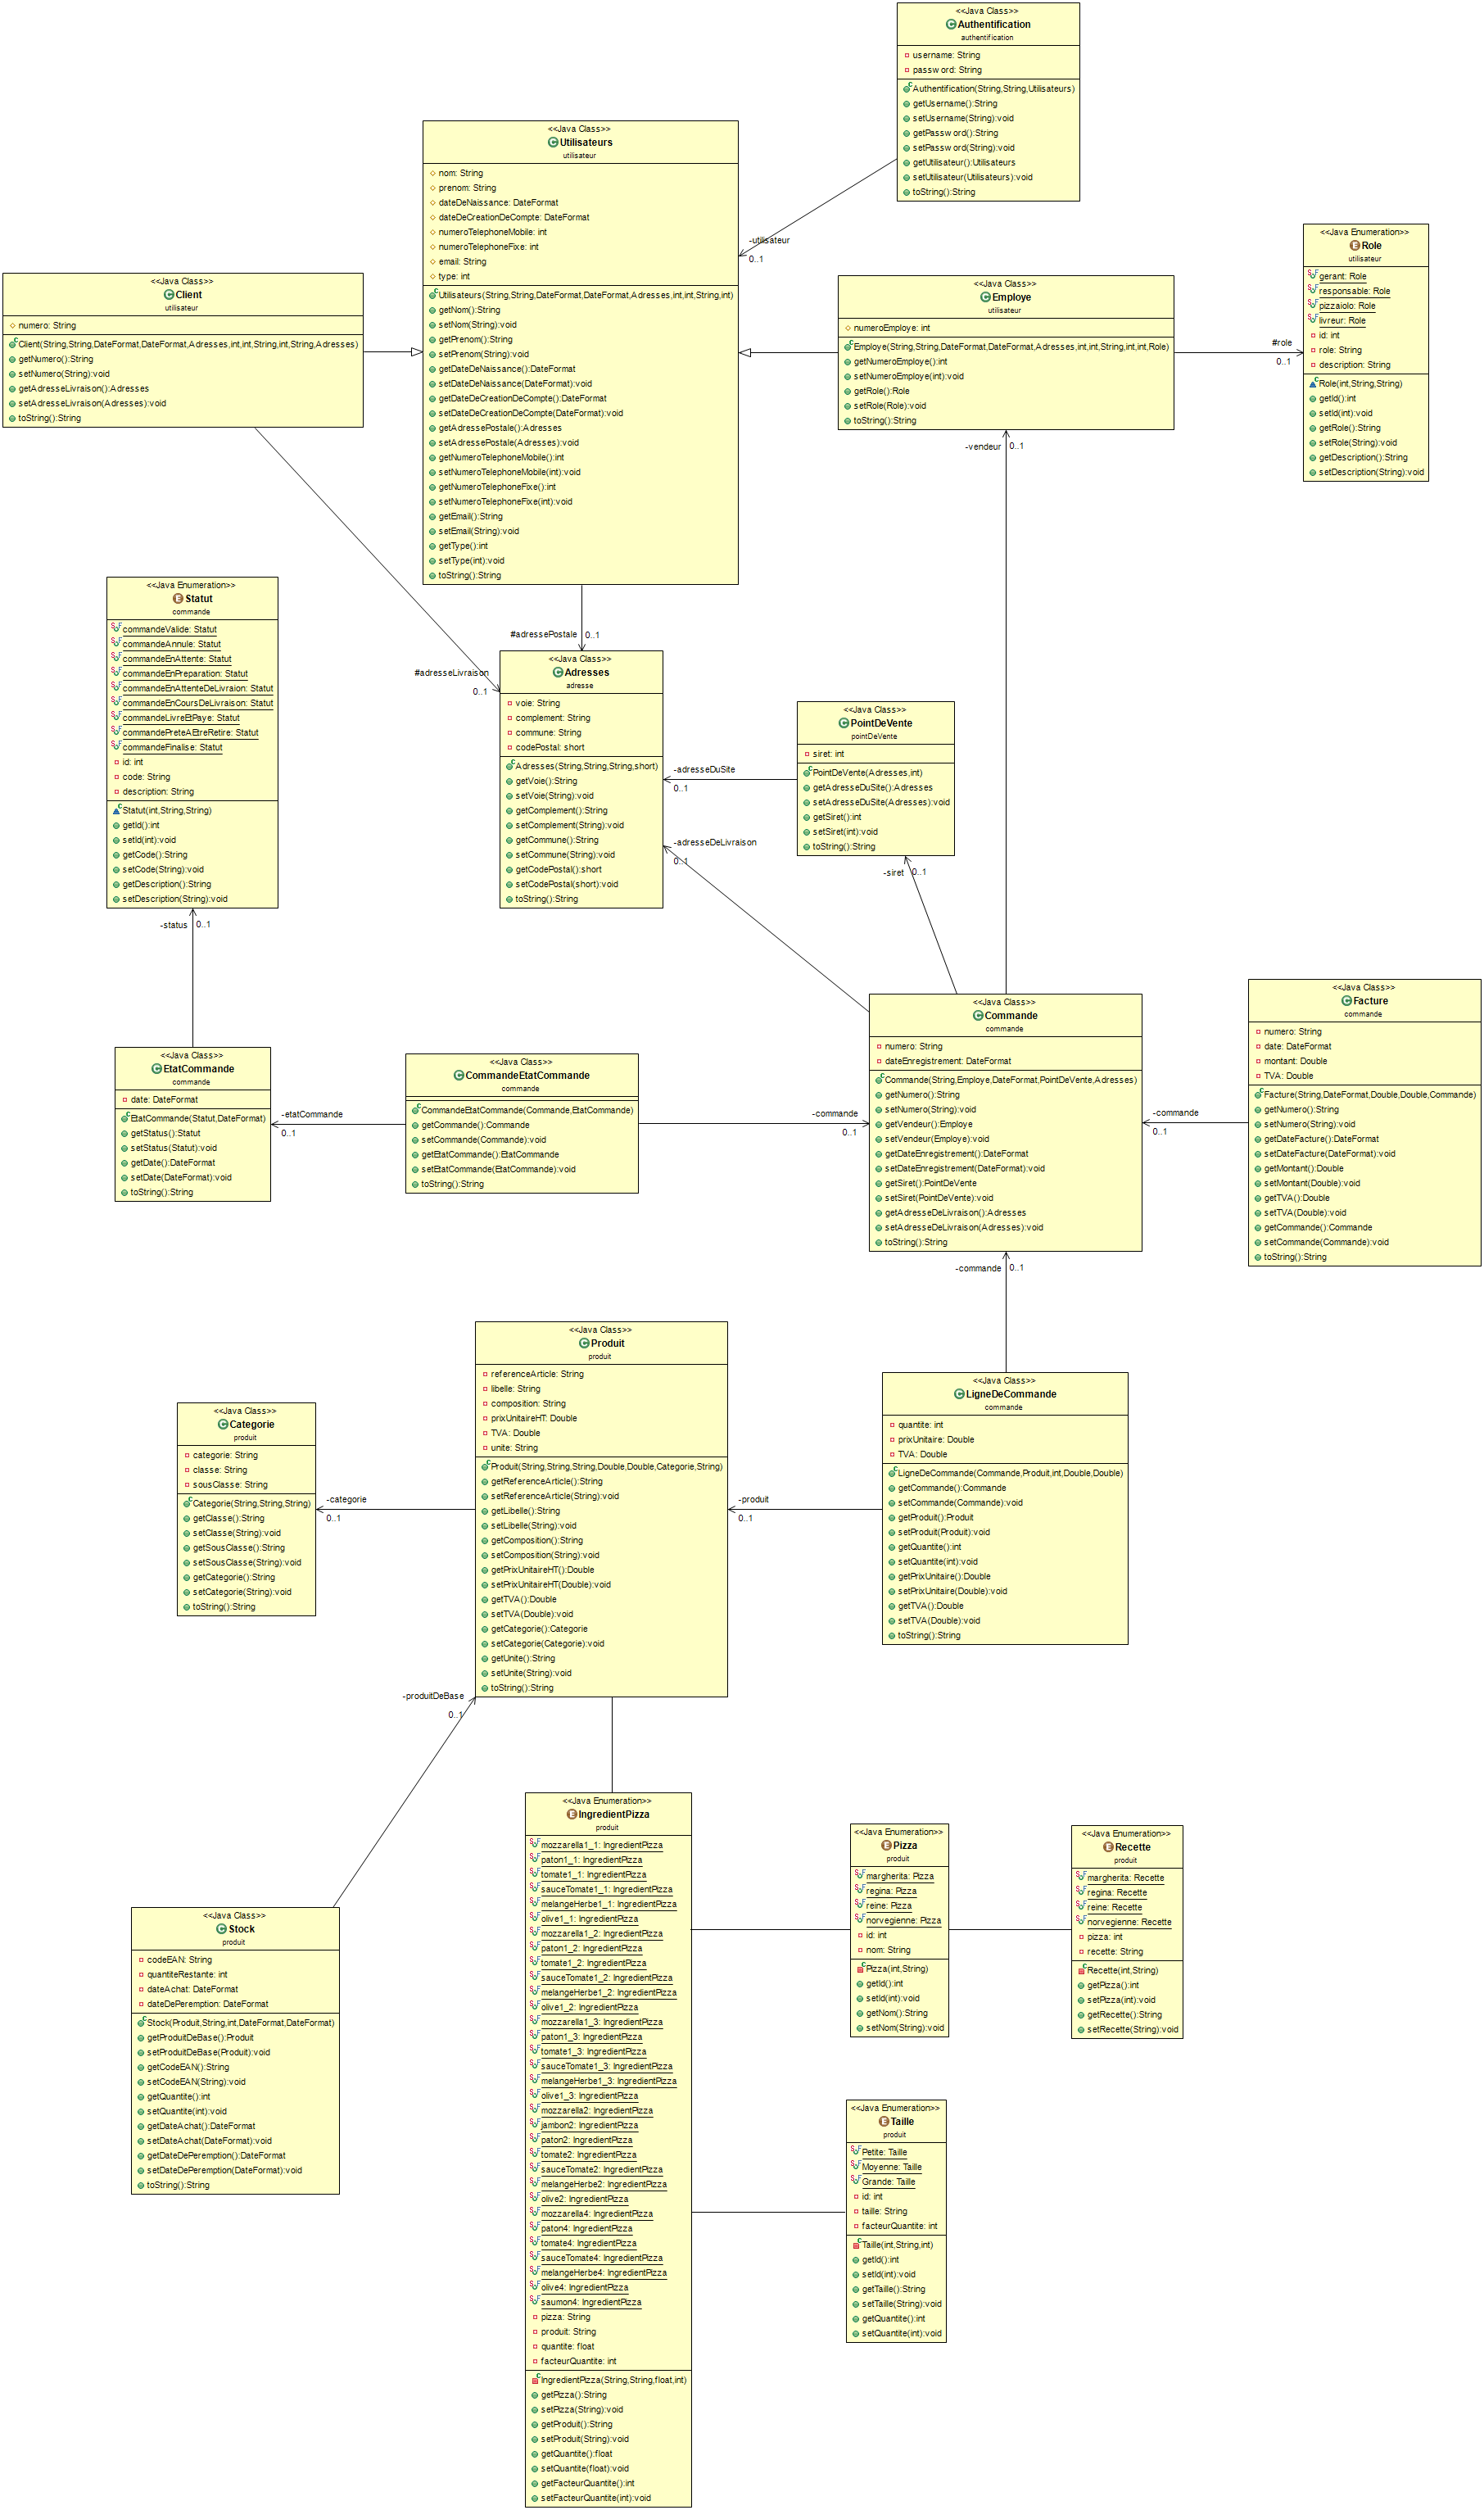 <<Java Class>>
Authentification
authentification
username: String
passw ord: String
Authentification(String,String,Utilisateurs)
getUsername():String
setUsername(String):void
getPassw ord():String
setPassw ord(String):void
getUtilisateur():Utilisateurs
setUtilisateur(Utilisateurs):void
toString():String
<<Java Class>>
Utilisateurs
utilisateur
nom: String
prenom: String
dateDeNaissance: DateFormat
dateDeCreationDeCompte: DateFormat
numeroTelephoneMobile: int
numeroTelephoneFixe: int
email: String
type: int
Utilisateurs(String,String,DateFormat,DateFormat,Adresses,int,int,String,int)
getNom():String
setNom(String):void
getPrenom():String
setPrenom(String):void
getDateDeNaissance():DateFormat
setDateDeNaissance(DateFormat):void
getDateDeCreationDeCompte():DateFormat
setDateDeCreationDeCompte(DateFormat):void
getAdressePostale():Adresses
setAdressePostale(Adresses):void
getNumeroTelephoneMobile():int
setNumeroTelephoneMobile(int):void
getNumeroTelephoneFixe():int
setNumeroTelephoneFixe(int):void
getEmail():String
setEmail(String):void
getType():int
setType(int):void
toString():String
-utilisateur
0..1
<<Java Class>>
Client
utilisateur
numero: String
Client(String,String,DateFormat,DateFormat,Adresses,int,int,String,int,String,Adresses)
getNumero():String
setNumero(String):void
getAdresseLivraison():Adresses
setAdresseLivraison(Adresses):void
toString():String
<<Java Class>>
Employe
utilisateur
numeroEmploye: int
Employe(String,String,DateFormat,DateFormat,Adresses,int,int,String,int,int,Role)
getNumeroEmploye():int
setNumeroEmploye(int):void
getRole():Role
setRole(Role):void
toString():String
#role
0..1
<<Java Enumeration>>
Role
utilisateur
gerant: Role
responsable: Role
pizzaiolo: Role
livreur: Role
id: int
role: String
description: String
Role(int,String,String)
getId():int
setId(int):void
getRole():String
setRole(String):void
getDescription():String
setDescription(String):void
-vendeur
0..1
<<Java Enumeration>>
Statut
commande
commandeValide: Statut
commandeAnnule: Statut
commandeEnAttente: Statut
commandeEnPreparation: Statut
commandeEnAttenteDeLivraion: Statut
commandeEnCoursDeLivraison: Statut
commandeLivreEtPaye: Statut
commandePreteAEtreRetire: Statut
commandeFinalise: Statut
id: int
code: String
description: String
Statut(int,String,String)
getId():int
setId(int):void
getCode():String
setCode(String):void
getDescription():String
setDescription(String):void
#adressePostale
0..1
#adresseLivraison
0..1
<<Java Class>>
Adresses
adresse
voie: String
complement: String
commune: String
codePostal: short
Adresses(String,String,String,short)
getVoie():String
setVoie(String):void
getComplement():String
setComplement(String):void
getCommune():String
setCommune(String):void
getCodePostal():short
setCodePostal(short):void
toString():String
-adresseDuSite
0..1
-adresseDeLivraison
0..1
<<Java Class>>
PointDeVente
pointDeVente
siret: int
PointDeVente(Adresses,int)
getAdresseDuSite():Adresses
setAdresseDuSite(Adresses):void
getSiret():int
setSiret(int):void
toString():String
-siret
0..1
-status
0..1
<<Java Class>>
EtatCommande
commande
date: DateFormat
EtatCommande(Statut,DateFormat)
getStatus():Statut
setStatus(Statut):void
getDate():DateFormat
setDate(DateFormat):void
toString():String
-etatCommande
0..1
<<Java Class>>
CommandeEtatCommande
commande
CommandeEtatCommande(Commande,EtatCommande)
getCommande():Commande
setCommande(Commande):void
getEtatCommande():EtatCommande
setEtatCommande(EtatCommande):void
toString():String
-commande
0..1
<<Java Class>>
Commande
commande
numero: String
dateEnregistrement: DateFormat
Commande(String,Employe,DateFormat,PointDeVente,Adresses)
getNumero():String
setNumero(String):void
getVendeur():Employe
setVendeur(Employe):void
getDateEnregistrement():DateFormat
setDateEnregistrement(DateFormat):void
getSiret():PointDeVente
setSiret(PointDeVente):void
getAdresseDeLivraison():Adresses
setAdresseDeLivraison(Adresses):void
toString():String
-commande
0..1
<<Java Class>>
Facture
commande
numero: String
date: DateFormat
montant: Double
TVA: Double
Facture(String,DateFormat,Double,Double,Commande)
getNumero():String
setNumero(String):void
getDateFacture():DateFormat
setDateFacture(DateFormat):void
getMontant():Double
setMontant(Double):void
getTVA():Double
setTVA(Double):void
getCommande():Commande
setCommande(Commande):void
toString():String
-commande
0..1
<<Java Class>>
Produit
produit
referenceArticle: String
libelle: String
composition: String
prixUnitaireHT: Double
TVA: Double
unite: String
Produit(String,String,String,Double,Double,Categorie,String)
getReferenceArticle():String
setReferenceArticle(String):void
getLibelle():String
setLibelle(String):void
getComposition():String
setComposition(String):void
getPrixUnitaireHT():Double
setPrixUnitaireHT(Double):void
getTVA():Double
setTVA(Double):void
getCategorie():Categorie
setCategorie(Categorie):void
getUnite():String
setUnite(String):void
toString():String
<<Java Class>>
Categorie
produit
categorie: String
classe: String
sousClasse: String
Categorie(String,String,String)
getClasse():String
setClasse(String):void
getSousClasse():String
setSousClasse(String):void
getCategorie():String
setCategorie(String):void
toString():String
-categorie
0..1
-produit
0..1
<<Java Class>>
LigneDeCommande
commande
quantite: int
prixUnitaire: Double
TVA: Double
LigneDeCommande(Commande,Produit,int,Double,Double)
getCommande():Commande
setCommande(Commande):void
getProduit():Produit
setProduit(Produit):void
getQuantite():int
setQuantite(int):void
getPrixUnitaire():Double
setPrixUnitaire(Double):void
getTVA():Double
setTVA(Double):void
toString():String
-produitDeBase
0..1
<<Java Class>>
Stock
produit
codeEAN: String
quantiteRestante: int
dateAchat: DateFormat
dateDePeremption: DateFormat
Stock(Produit,String,int,DateFormat,DateFormat)
getProduitDeBase():Produit
setProduitDeBase(Produit):void
getCodeEAN():String
setCodeEAN(String):void
getQuantite():int
setQuantite(int):void
getDateAchat():DateFormat
setDateAchat(DateFormat):void
getDateDePeremption():DateFormat
setDateDePeremption(DateFormat):void
toString():String
<<Java Enumeration>>
IngredientPizza
produit
mozzarella1_1: IngredientPizza
paton1_1: IngredientPizza
tomate1_1: IngredientPizza
sauceTomate1_1: IngredientPizza
melangeHerbe1_1: IngredientPizza
olive1_1: IngredientPizza
mozzarella1_2: IngredientPizza
paton1_2: IngredientPizza
tomate1_2: IngredientPizza
sauceTomate1_2: IngredientPizza
melangeHerbe1_2: IngredientPizza
olive1_2: IngredientPizza
mozzarella1_3: IngredientPizza
paton1_3: IngredientPizza
tomate1_3: IngredientPizza
sauceTomate1_3: IngredientPizza
melangeHerbe1_3: IngredientPizza
olive1_3: IngredientPizza
mozzarella2: IngredientPizza
jambon2: IngredientPizza
paton2: IngredientPizza
tomate2: IngredientPizza
sauceTomate2: IngredientPizza
melangeHerbe2: IngredientPizza
olive2: IngredientPizza
mozzarella4: IngredientPizza
paton4: IngredientPizza
tomate4: IngredientPizza
sauceTomate4: IngredientPizza
melangeHerbe4: IngredientPizza
olive4: IngredientPizza
saumon4: IngredientPizza
pizza: String
produit: String
quantite: float
facteurQuantite: int
IngredientPizza(String,String,float,int)
getPizza():String
setPizza(String):void
getProduit():String
setProduit(String):void
getQuantite():float
setQuantite(float):void
getFacteurQuantite():int
setFacteurQuantite(int):void
<<Java Enumeration>>
Pizza
produit
margherita: Pizza
regina: Pizza
reine: Pizza
norvegienne: Pizza
id: int
nom: String
Pizza(int,String)
getId():int
setId(int):void
getNom():String
setNom(String):void
<<Java Enumeration>>
Recette
produit
margherita: Recette
regina: Recette
reine: Recette
norvegienne: Recette
pizza: int
recette: String
Recette(int,String)
getPizza():int
setPizza(int):void
getRecette():String
setRecette(String):void
<<Java Enumeration>>
Taille
produit
Petite: Taille
Moyenne: Taille
Grande: Taille
id: int
taille: String
facteurQuantite: int
Taille(int,String,int)
getId():int
setId(int):void
getTaille():String
setTaille(String):void
getQuantite():int
setQuantite(int):void